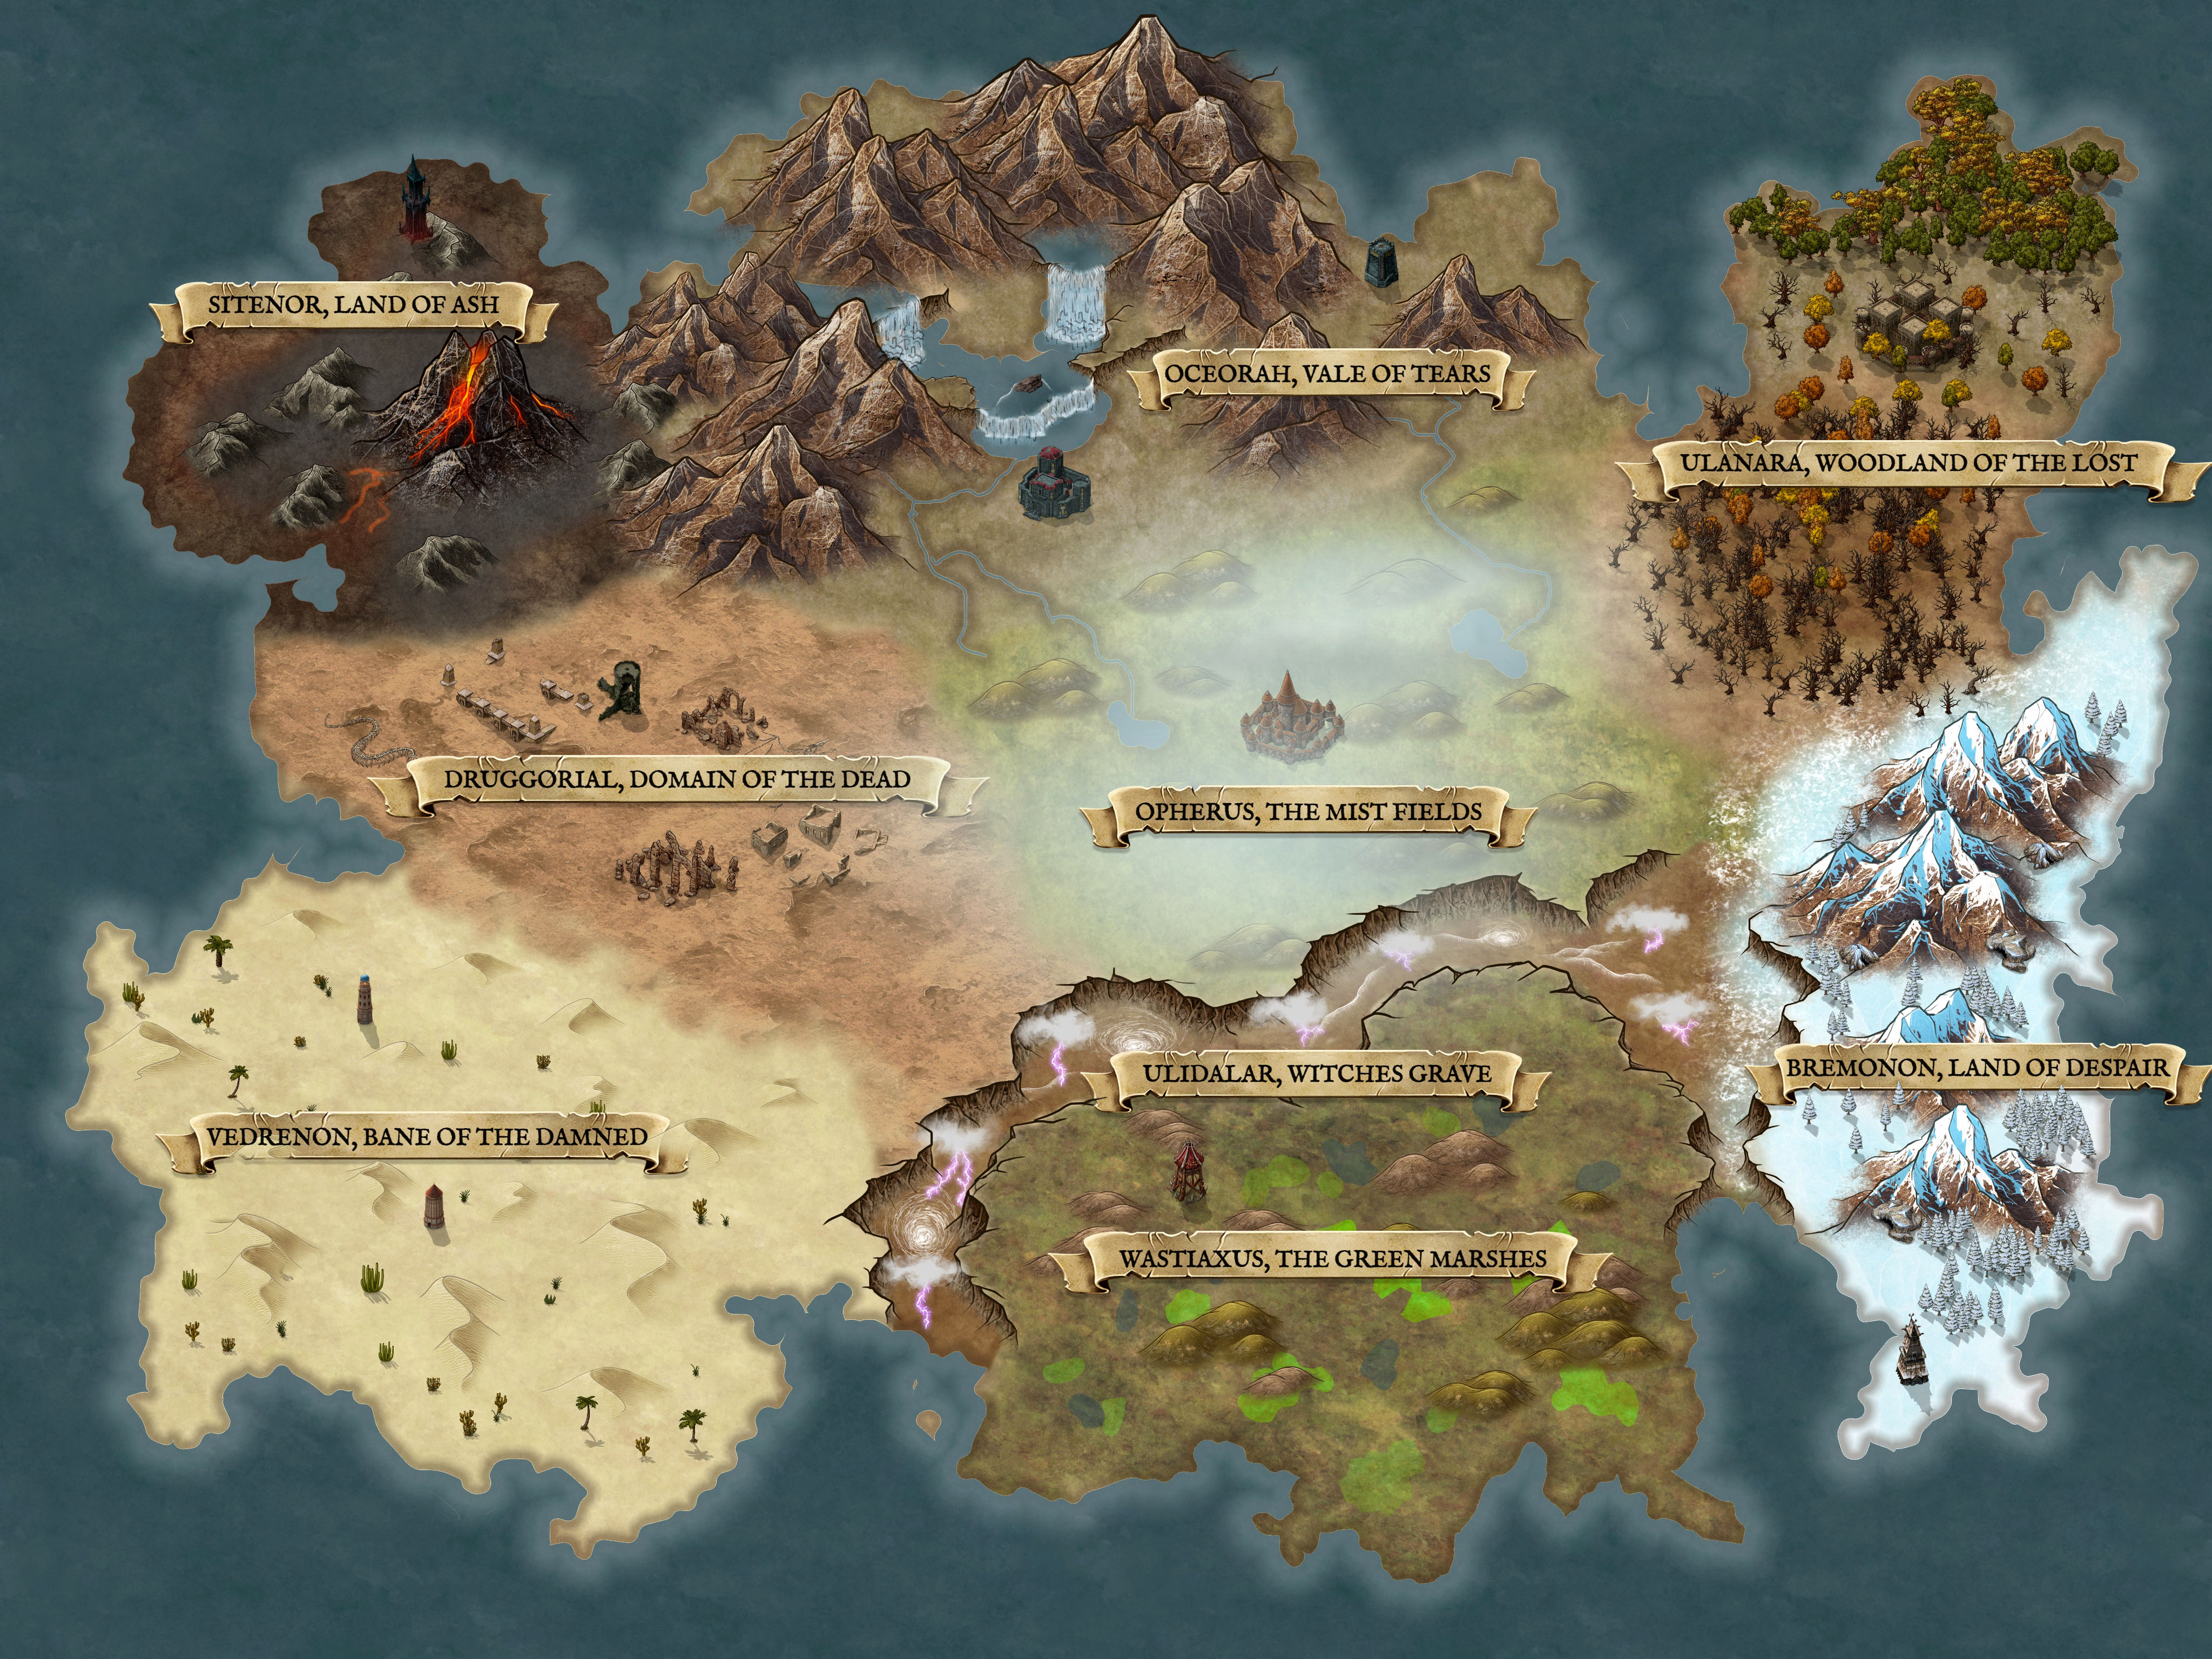 SITENOR, LAND OF ASH
OCEORAH, VALE OF TEARS
ULANARA, WOODLAND OF THE LOST
DRUGGORIAL, DOMAIN OF THE DEAD
OPHERUS, THE MIST FIELDS
ULIDALAR, WITCHES GRAVE
BREMONON, LAND OF DESPAIR
VEDRENON, BANE OF THE DAMNED
WASTIAXUS, THE GREEN MARSHES